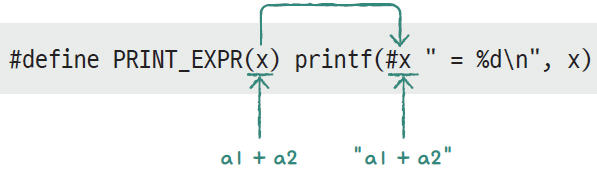 #define PRINT_EXPR(x) printf(#x " = %d\n", x)
a1 + a2 "a1 + a2"